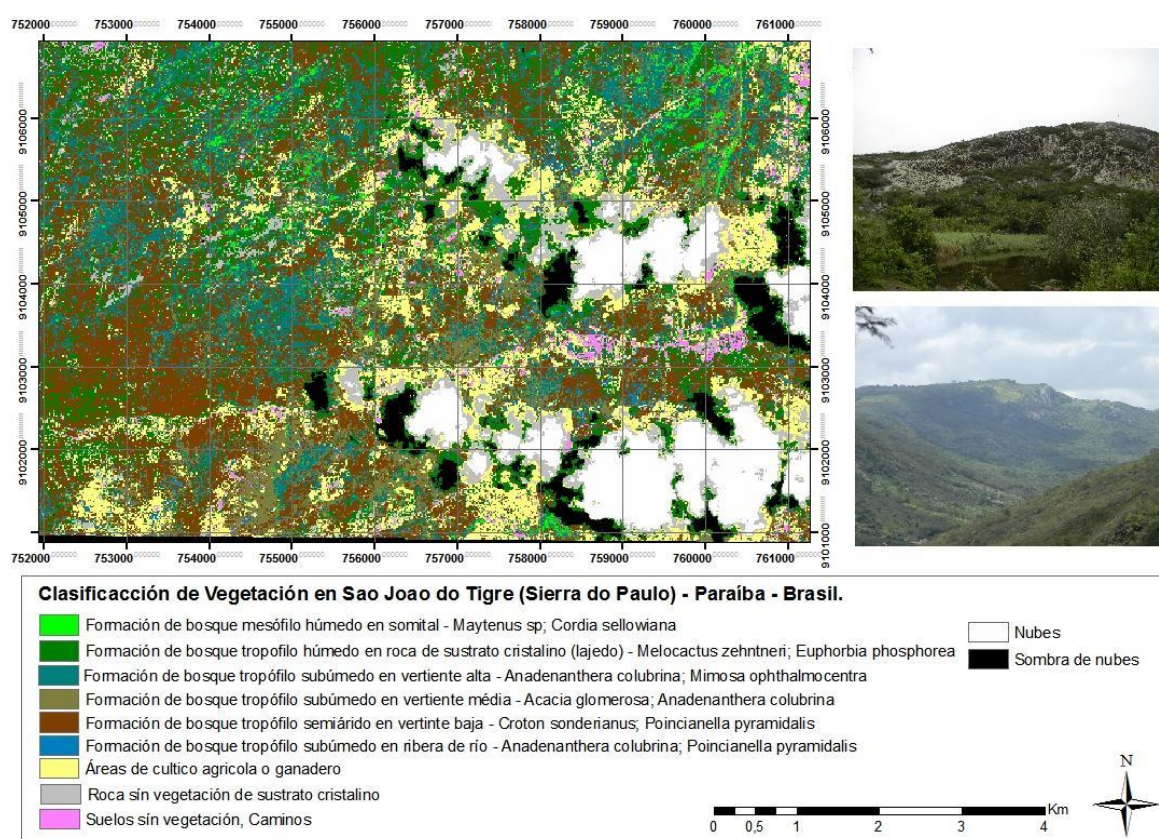 752000 753000 754000 755000 756000 757000 758000 759000 760000 761000
9106000
9105000
9104000
9103000
9102000
9106000
9105000
9104000
9103000
9102000
9101000
752000 753000 754000 755000 756000 757000 758000 759000 760000 761000
Clasificacción de Vegetación en Sao Joao do Tigre (Sierra do Paulo) - Paraíba - Brasil.
Formación de bosque mesófilo húmedo en somital - Maytenus sp; Cordia sellowiana
Formación de bosque tropofilo húmedo en roca de sustrato cristalino (lajedo) - Melocactus zehntneri; Euphorbia phosphorea
Formación de bosque tropófilo subúmedo en vertiente alta - Anadenanthera colubrina; Mimosa ophthalmocentra
Formación de bosque tropófilo subúmedo en vertiente média - Acacia glomerosa; Anadenanthera colubrina
Formación de bosque tropófilo semiárido en vertinte baja - Croton sonderianus; Poincianella pyramidalis
Formación de bosque tropófilo subúmedo en ribera de río - Anadenanthera colubrina; Poincianella pyramidalis
Áreas de cultico agricola o ganadero
Roca sín vegetación de sustrato cristalino
Suelos sín vegetación, Caminos
Nubes
Sombra de nubes
N
Km
0 0,5 1 2 3 4